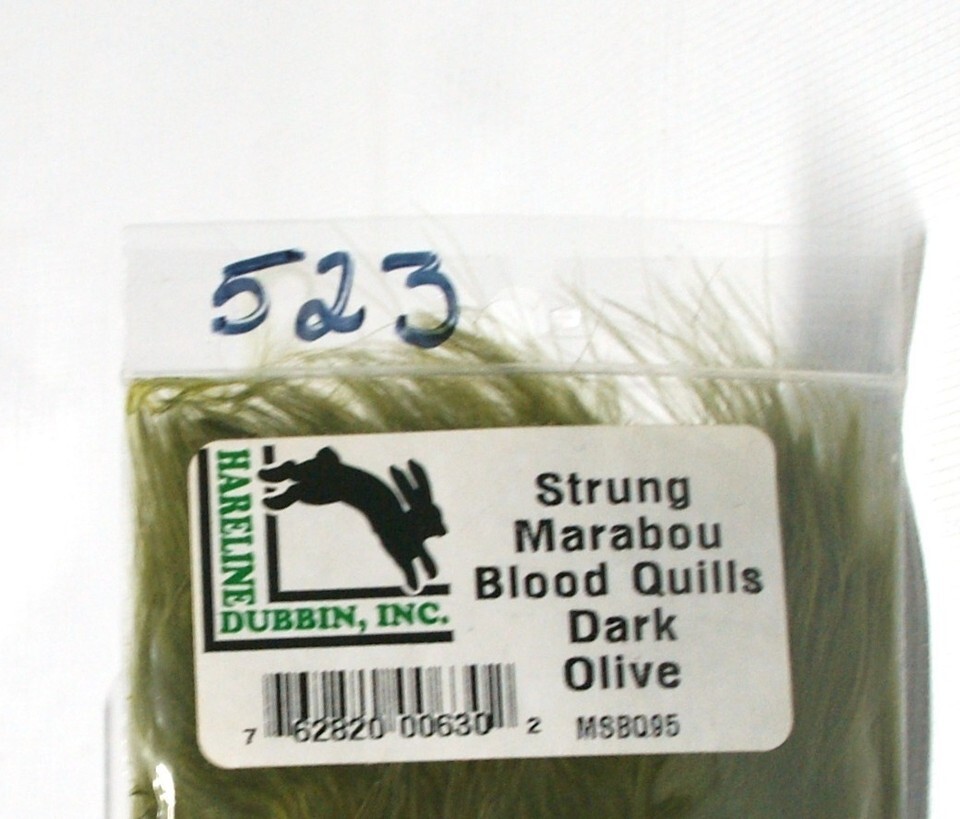 523
HARELINE
DUBBIN, INC.
Strung
Marabou
Blood Quills
Dark
Olive
7 62820 00630 2
MSBQ95